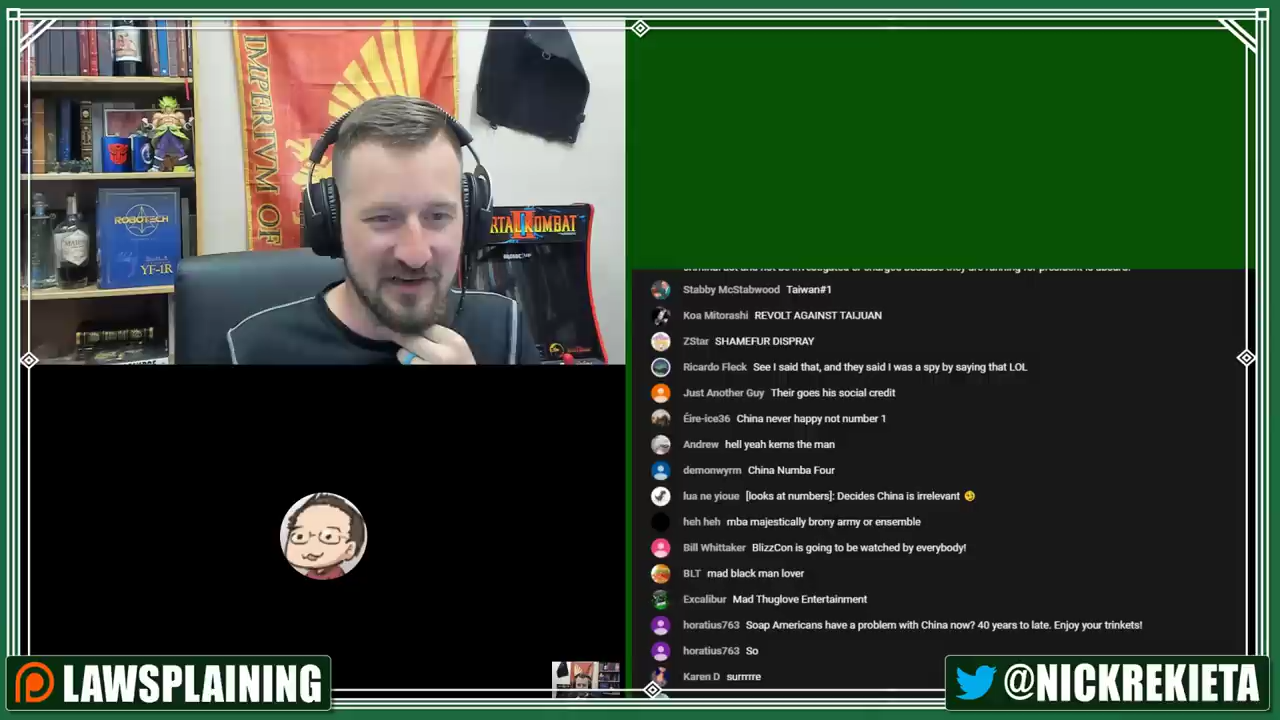 IMPERIVM OF
ROBOTECH
YF-1R
RTAL KOMBAT
II
Stabby McStabwood Taiwan#1
Koa Mitorashi REVOLT AGAINST TAIJUAN
ZStar SHAMEFUR DISPRAY
Ricardo Fleck See I said that, and they said I was a spy by saying that LOL
Just Another Guy Their goes his social credit
Éire-ice36 China never happy not number 1
Andrew hell yeah kerns the man
demonwyrm China Numba Four
lua ne yioue [looks at numbers]: Decides China is irrelevant 🤨
heh heh mba majestically brony army or ensemble
Bill Whittaker BlizzCon is going to be watched by everybody!
BLT mad black man lover
Excalibur Mad Thuglove Entertainment
horatius763 Soap Americans have a problem with China now? 40 years to late. Enjoy your trinkets!
horatius763 So
Karen D surrrrre
LAWSPLAINING
@NICKREKIETA